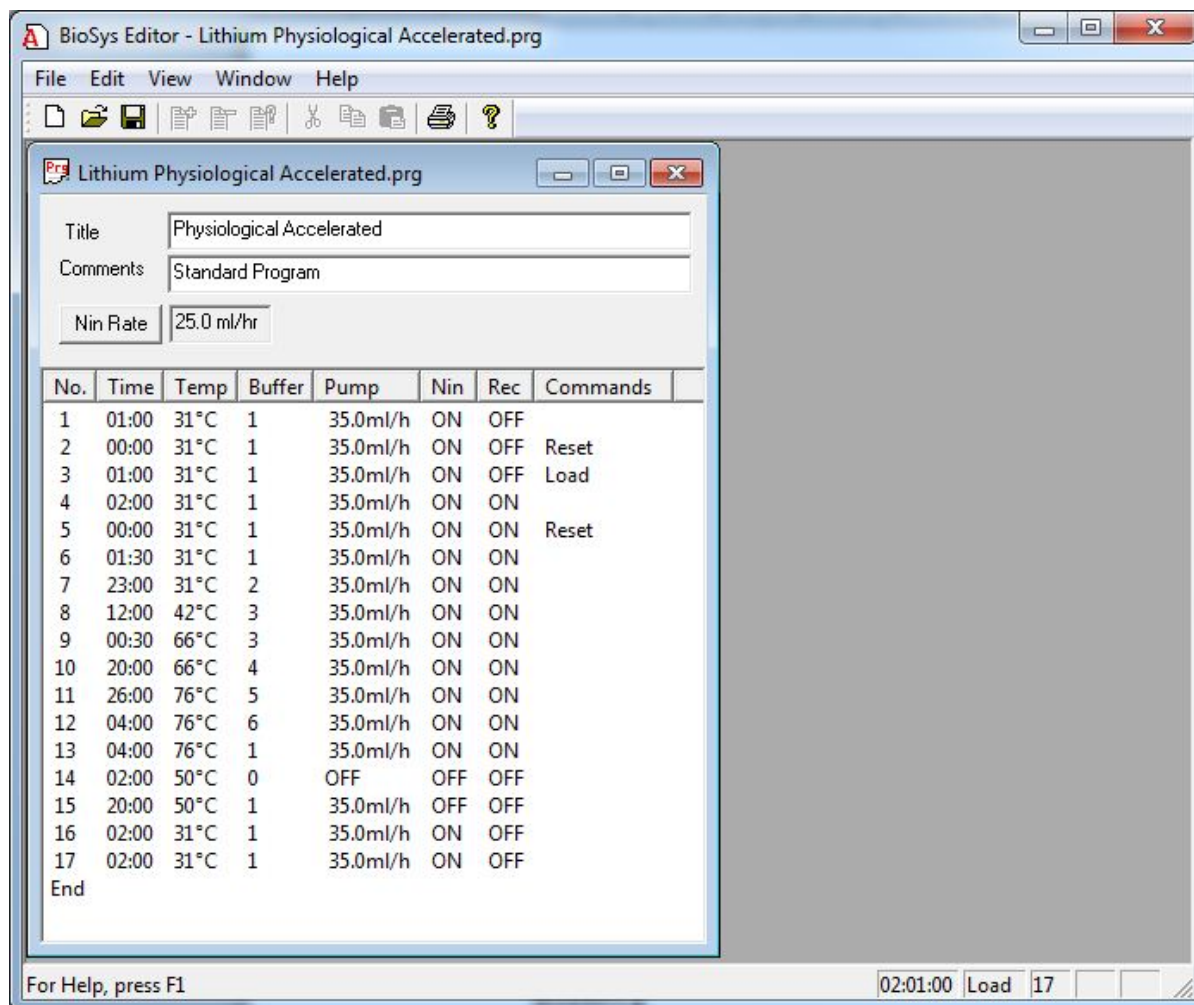 BioSys Editor - Lithium Physiological Accelerated.prg
File Edit View Window Help
Prg Lithium Physiological Accelerated.prg
Title Physiological Accelerated
Comments Standard Program
Nin Rate 25.0 ml/hr
No. Time Temp Buffer Pump Nin Rec Commands
1 01:00 31°C 1 35.0ml/h ON OFF
2 00:00 31°C 1 35.0ml/h ON OFF Reset
3 01:00 31°C 1 35.0ml/h ON OFF Load
4 02:00 31°C 1 35.0ml/h ON ON
5 00:00 31°C 1 35.0ml/h ON ON Reset
6 01:30 31°C 1 35.0ml/h ON ON
7 23:00 31°C 2 35.0ml/h ON ON
8 12:00 42°C 3 35.0ml/h ON ON
9 00:30 66°C 3 35.0ml/h ON ON
10 20:00 66°C 4 35.0ml/h ON ON
11 26:00 76°C 5 35.0ml/h ON ON
12 04:00 76°C 6 35.0ml/h ON ON
13 04:00 76°C 1 35.0ml/h ON ON
14 02:00 50°C 0 OFF OFF OFF
15 20:00 50°C 1 35.0ml/h OFF OFF
16 02:00 31°C 1 35.0ml/h ON OFF
17 02:00 31°C 1 35.0ml/h ON OFF
End
For Help, press F1 02:01:00 Load 17